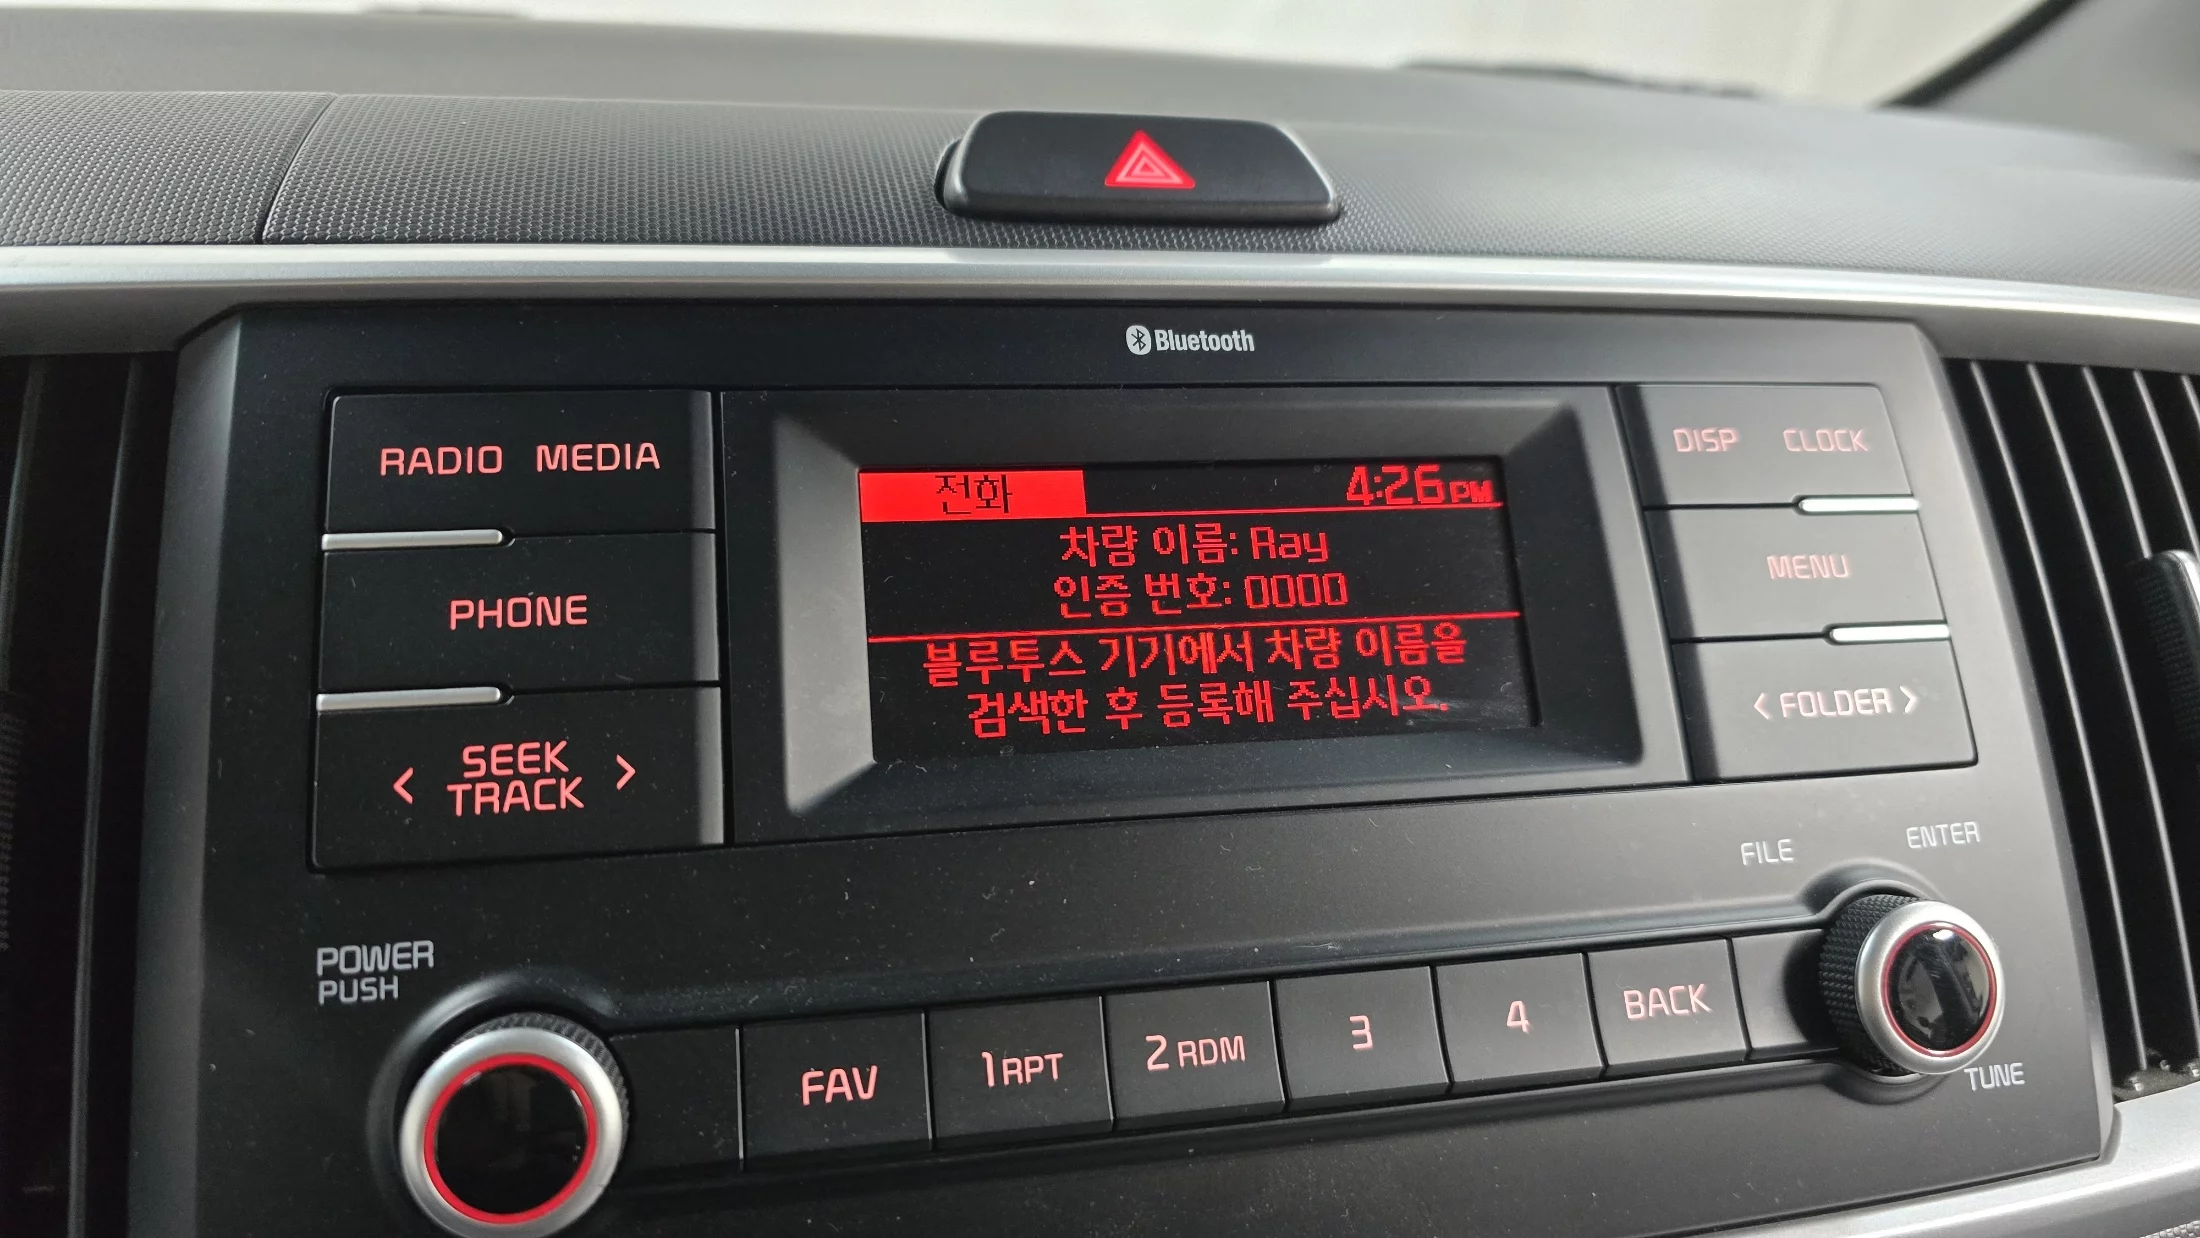 Bluetooth
RADIO MEDIA
PHONE
< SEEK TRACK >
전화 4:26 PM
차량 이름: Ray
인증 번호: 0000
블루투스 기기에서 차량 이름을
검색한 후 등록해 주십시오.
DISP CLOCK
MENU
< FOLDER >
FILE
ENTER
TUNE
POWER
PUSH
FAV
1 RPT
2 RDM
3
4
BACK